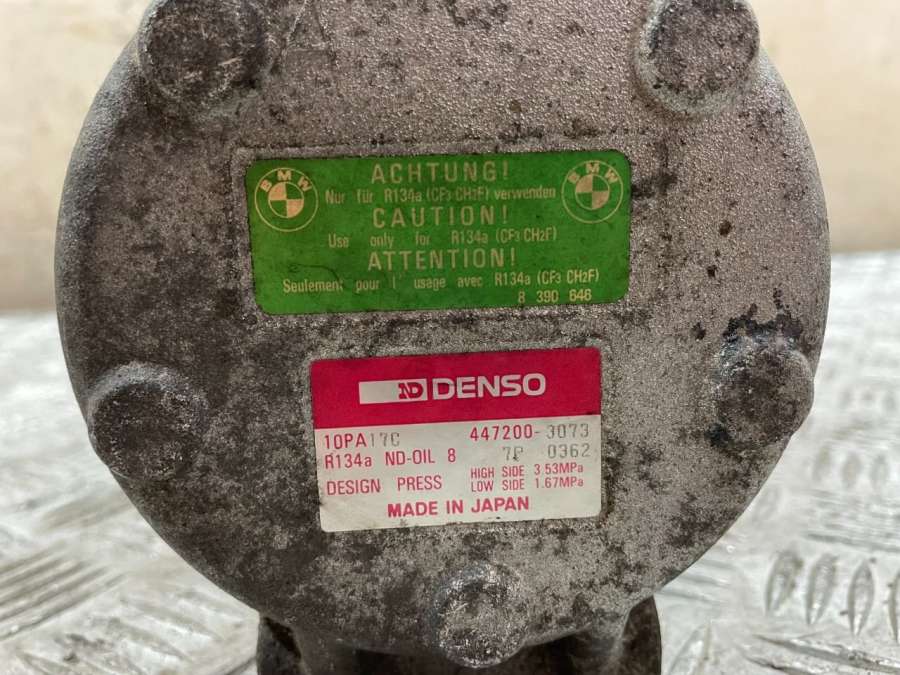 BMW
BMW
ACHTUNG!
Nur für R134a (CF3 CH2F) verwenden
CAUTION!
Use only for R134a (CF3 CH2F)
ATTENTION!
Seulement pour l' usage avec R134a (CF3 CH2F)
8 390 646
ND DENSO
10PA17C 447200-3073
R134a ND-OIL 8 7P 0362
DESIGN PRESS HIGH SIDE 3.53MPa
LOW SIDE 1.67MPa
MADE IN JAPAN